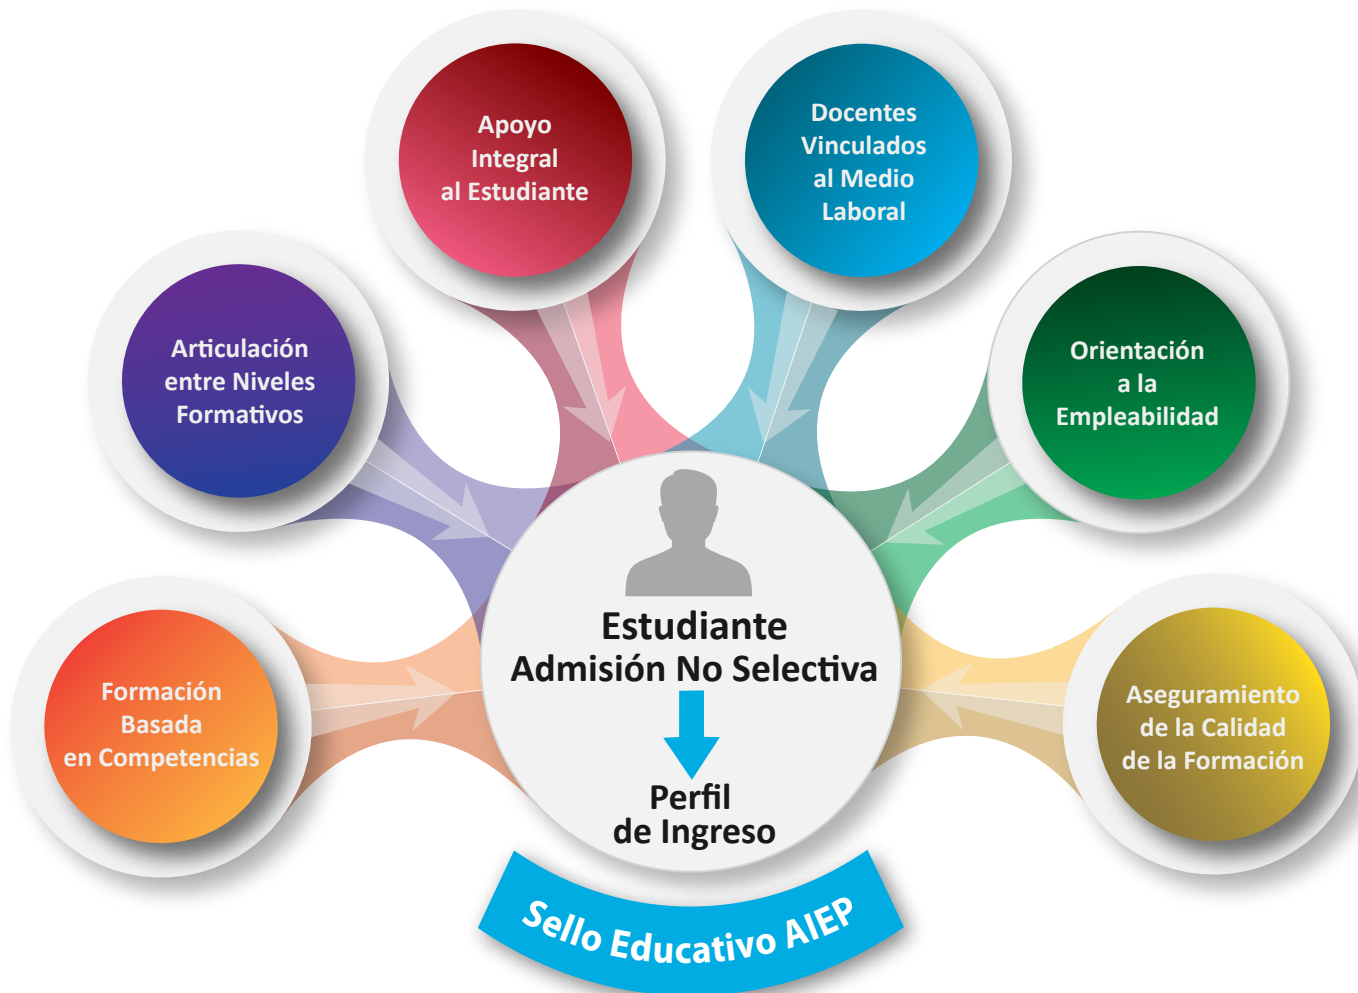 Apoyo
Integral
al Estudiante
Docentes
Vinculados
al Medio
Laboral
Articulación
entre Niveles
Formativos
Orientación
a la
Empleabilidad
Formación
Basada
en Competencias
Estudiante
Admisión No Selectiva
Perfil
de Ingreso
Aseguramiento
de la Calidad
de la Formación
Sello Educativo AIEP